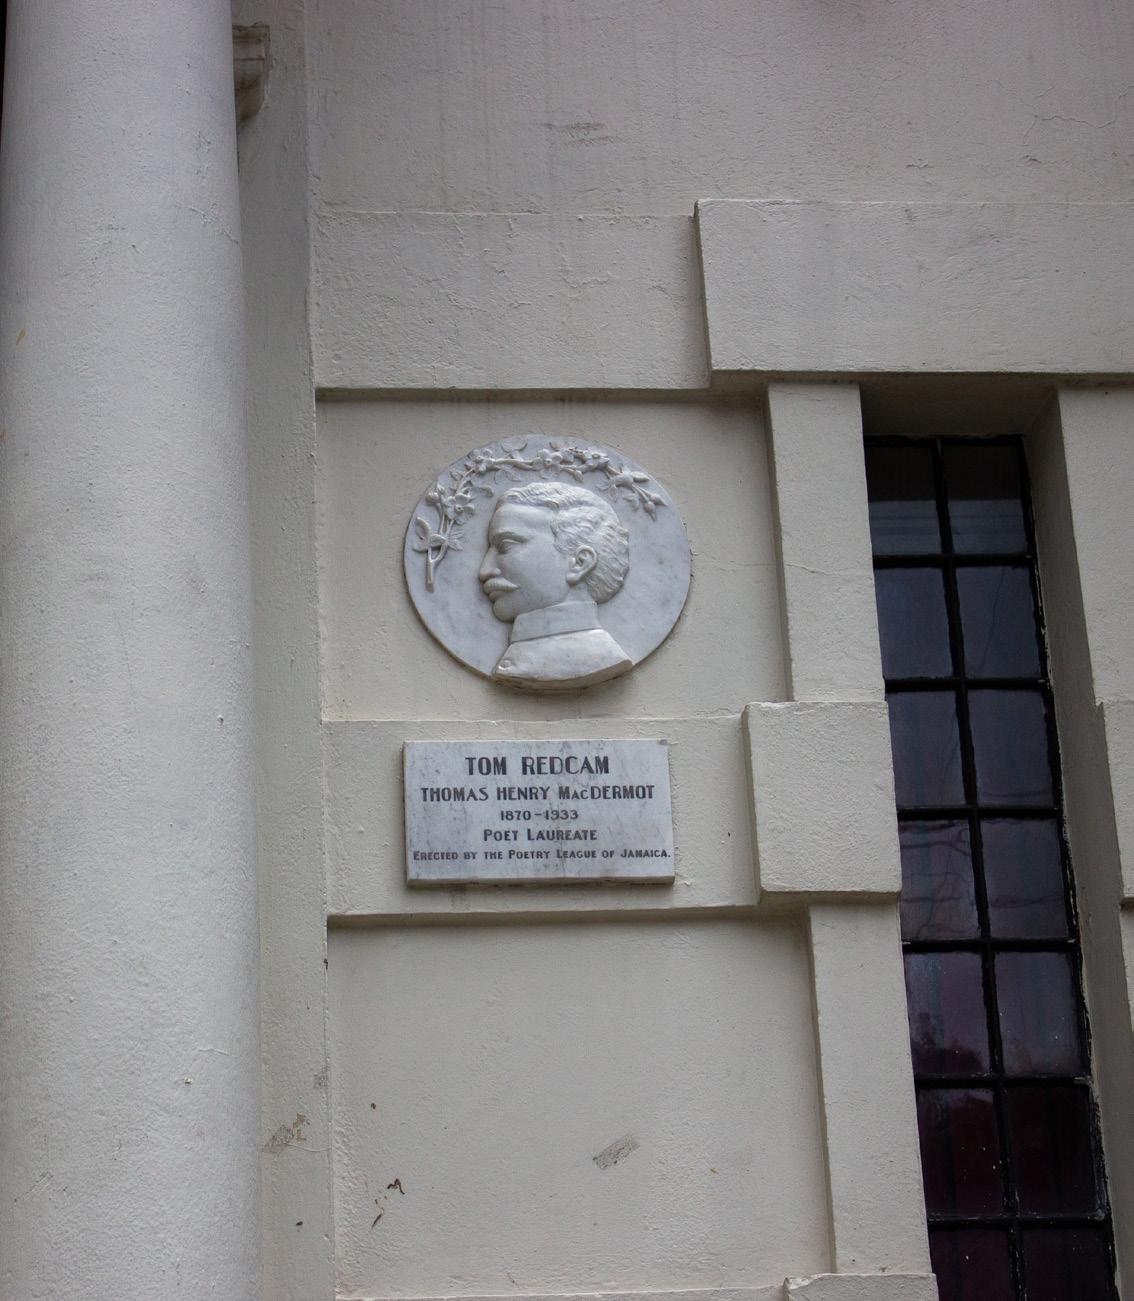 TOM REDCAM
THOMAS HENRY MACDERMOT
1870-1933
POET LAUREATE
ERECTED BY THE POETRY LEAGUE OF JAMAICA.